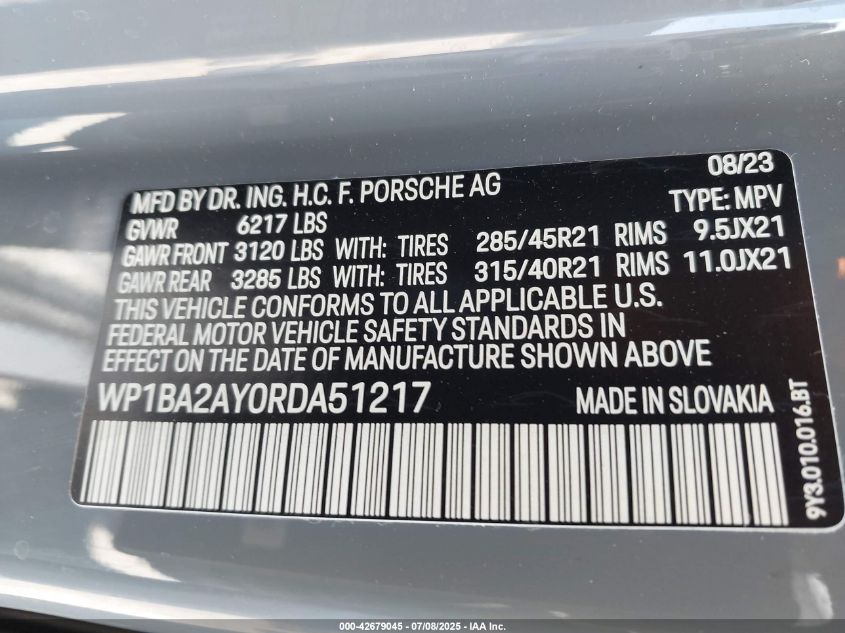 08/23
MFD BY DR. ING. H.C. F. PORSCHE AG TYPE: MPV
GVWR 6217 LBS
GAWR FRONT 3120 LBS WITH: TIRES 285/45R21 RIMS 9.5JX21
GAWR REAR 3285 LBS WITH: TIRES 315/40R21 RIMS 11.0JX21
THIS VEHICLE CONFORMS TO ALL APPLICABLE U.S.
FEDERAL MOTOR VEHICLE SAFETY STANDARDS IN
EFFECT ON THE DATE OF MANUFACTURE SHOWN ABOVE
WP1BA2AY0RDA51217 MADE IN SLOVAKIA
9Y3.010.016.BT
000-42679045 - 07/08/2025 - IAA Inc.